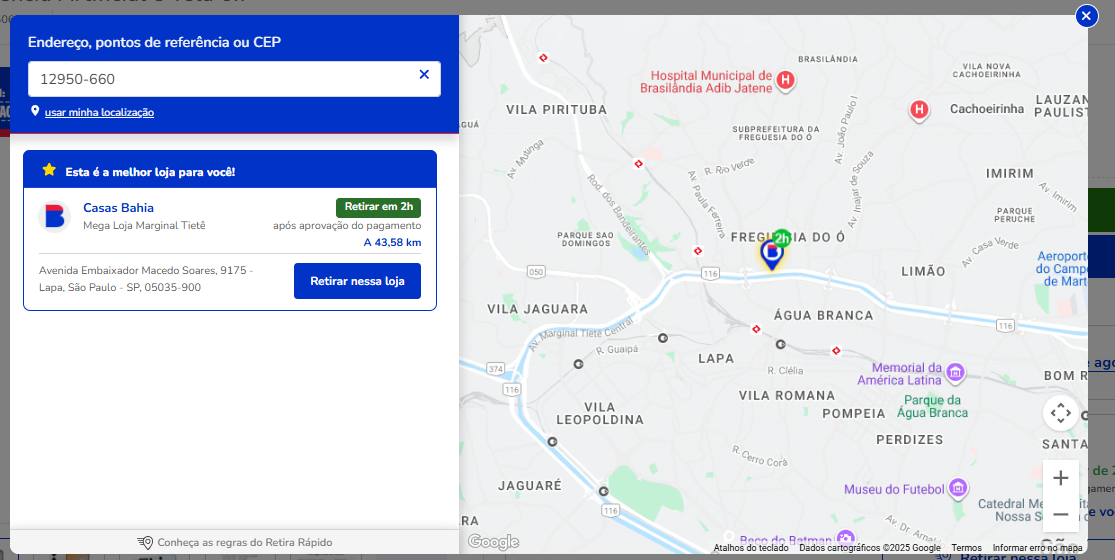 Endereço, pontos de referência ou CEP
12950-660
usar minha localização
Esta é a melhor loja para você!
Casas Bahia
Retirar em 2h
Mega Loja Marginal Tietê
após aprovação do pagamento
A 43,58 km
Avenida Embaixador Macedo Soares, 9175 -
Lapa, São Paulo - SP, 05035-900
Retirar nessa loja
Conheça as regras do Retira Rápido
BRASILÂNDIA
VILA NOVA
CACHOEIRINHA
Hospital Municipal de
Brasilândia Adib Jatene
H
H
Cachoeirinha
LAUZAN
PAULIST
VILA PIRITUBA
SUBPREFEITURA DA
FREGUESIA DO Ó
Av. João Paulo I
Av. Mutinga
R. Rio Verde
Av. Paula Ferreira
Av. Inajar de Souza
IMIRIM
Av. Imirim
PARQUE
PERUCHE
Rod. dos Bandeirantes
PARQUE SAO
DOMINGOS
FREGUESIA DO Ó
2h
Av. Casa Verde
LIMÃO
Aeroporto
do Campo
de Marte
050
116
VILA JAGUARA
ÁGUA BRANCA
116
Av. Marginal Tietê Central
R. Guaipá
LAPA
R. Clélia
374
116
Memorial da
América Latina
BOM R
VILA ROMANA
Parque da
Água Branca
VILA
LEOPOLDINA
POMPEIA
PERDIZES
SANTA
R. Cerro Corá
JAGUARÉ
Museu do Futebol
116
Catedral Me
Nossa Se
RA
Beco do Batman
Google
Atalhos do teclado
Dados cartográficos ©2025 Google
Termos
Informar erro no mapa